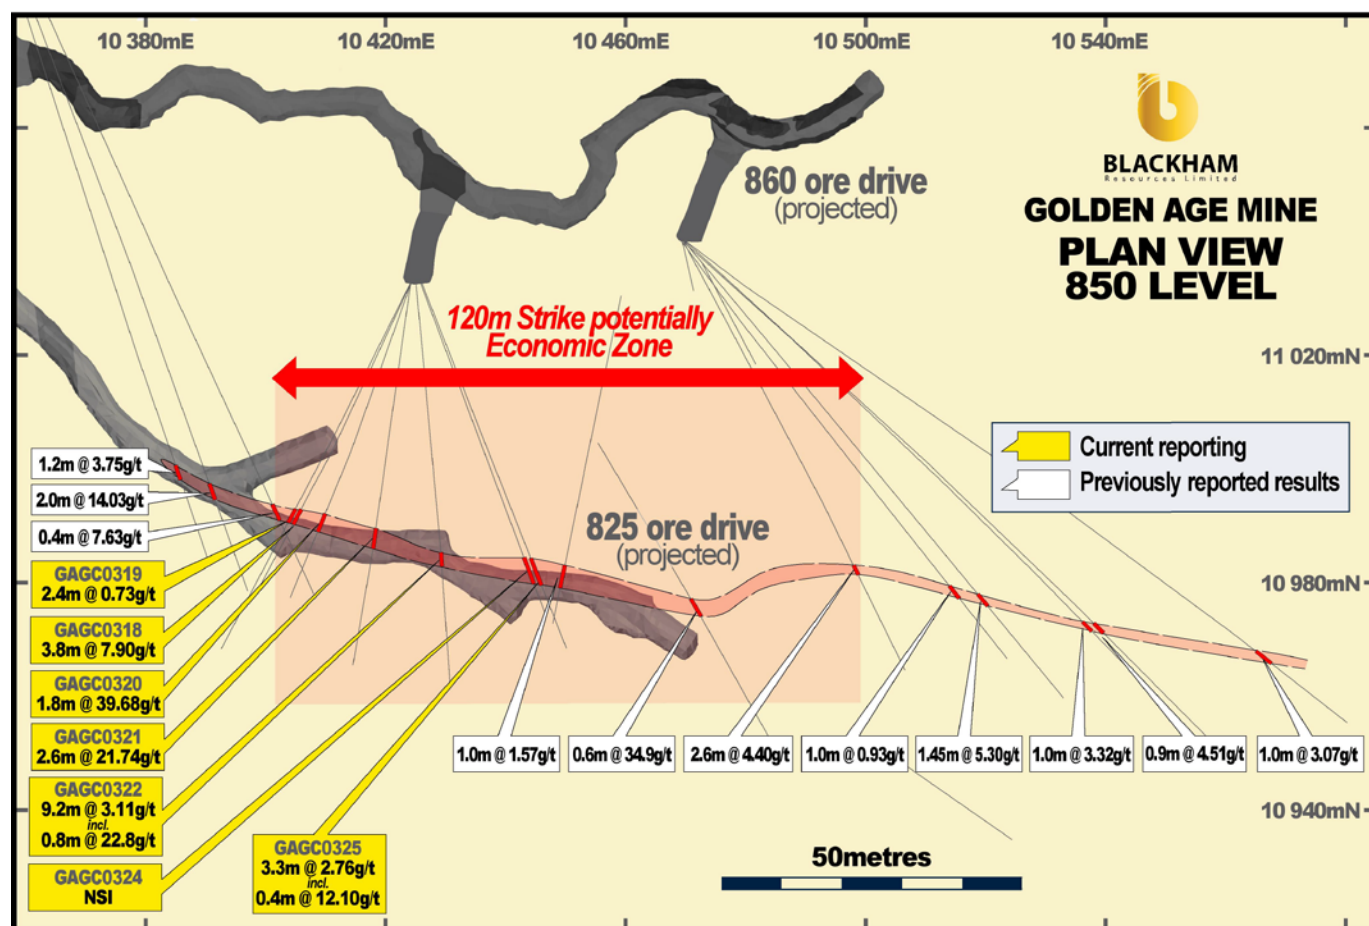 10 380mE
10 420mE
10 460mE
10 500mE
10 540mE
BLACKHAM
Resources Limited
GOLDEN AGE MINE
PLAN VIEW
850 LEVEL
860 ore drive
(projected)
120m Strike potentially
Economic Zone
11 020mN
Current reporting
Previously reported results
1.2m @ 3.75g/t
2.0m @ 14.03g/t
0.4m @ 7.63g/t
825 ore drive
(projected)
GAGC0319
2.4m @ 0.73g/t
10 980mN
GAGC0318
3.8m @ 7.90g/t
GAGC0320
1.8m @ 39.68g/t
GAGC0321
2.6m @ 21.74g/t
1.0m @ 1.57g/t
0.6m @ 34.9g/t
2.6m @ 4.40g/t
1.0m @ 0.93g/t
1.45m @ 5.30g/t
1.0m @ 3.32g/t
0.9m @ 4.51g/t
1.0m @ 3.07g/t
GAGC0322
9.2m @ 3.11g/t
incl.
0.8m @ 22.8g/t
10 940mN
GAGC0325
3.3m @ 2.76g/t
incl.
0.4m @ 12.10g/t
50metres
GAGC0324
NSI